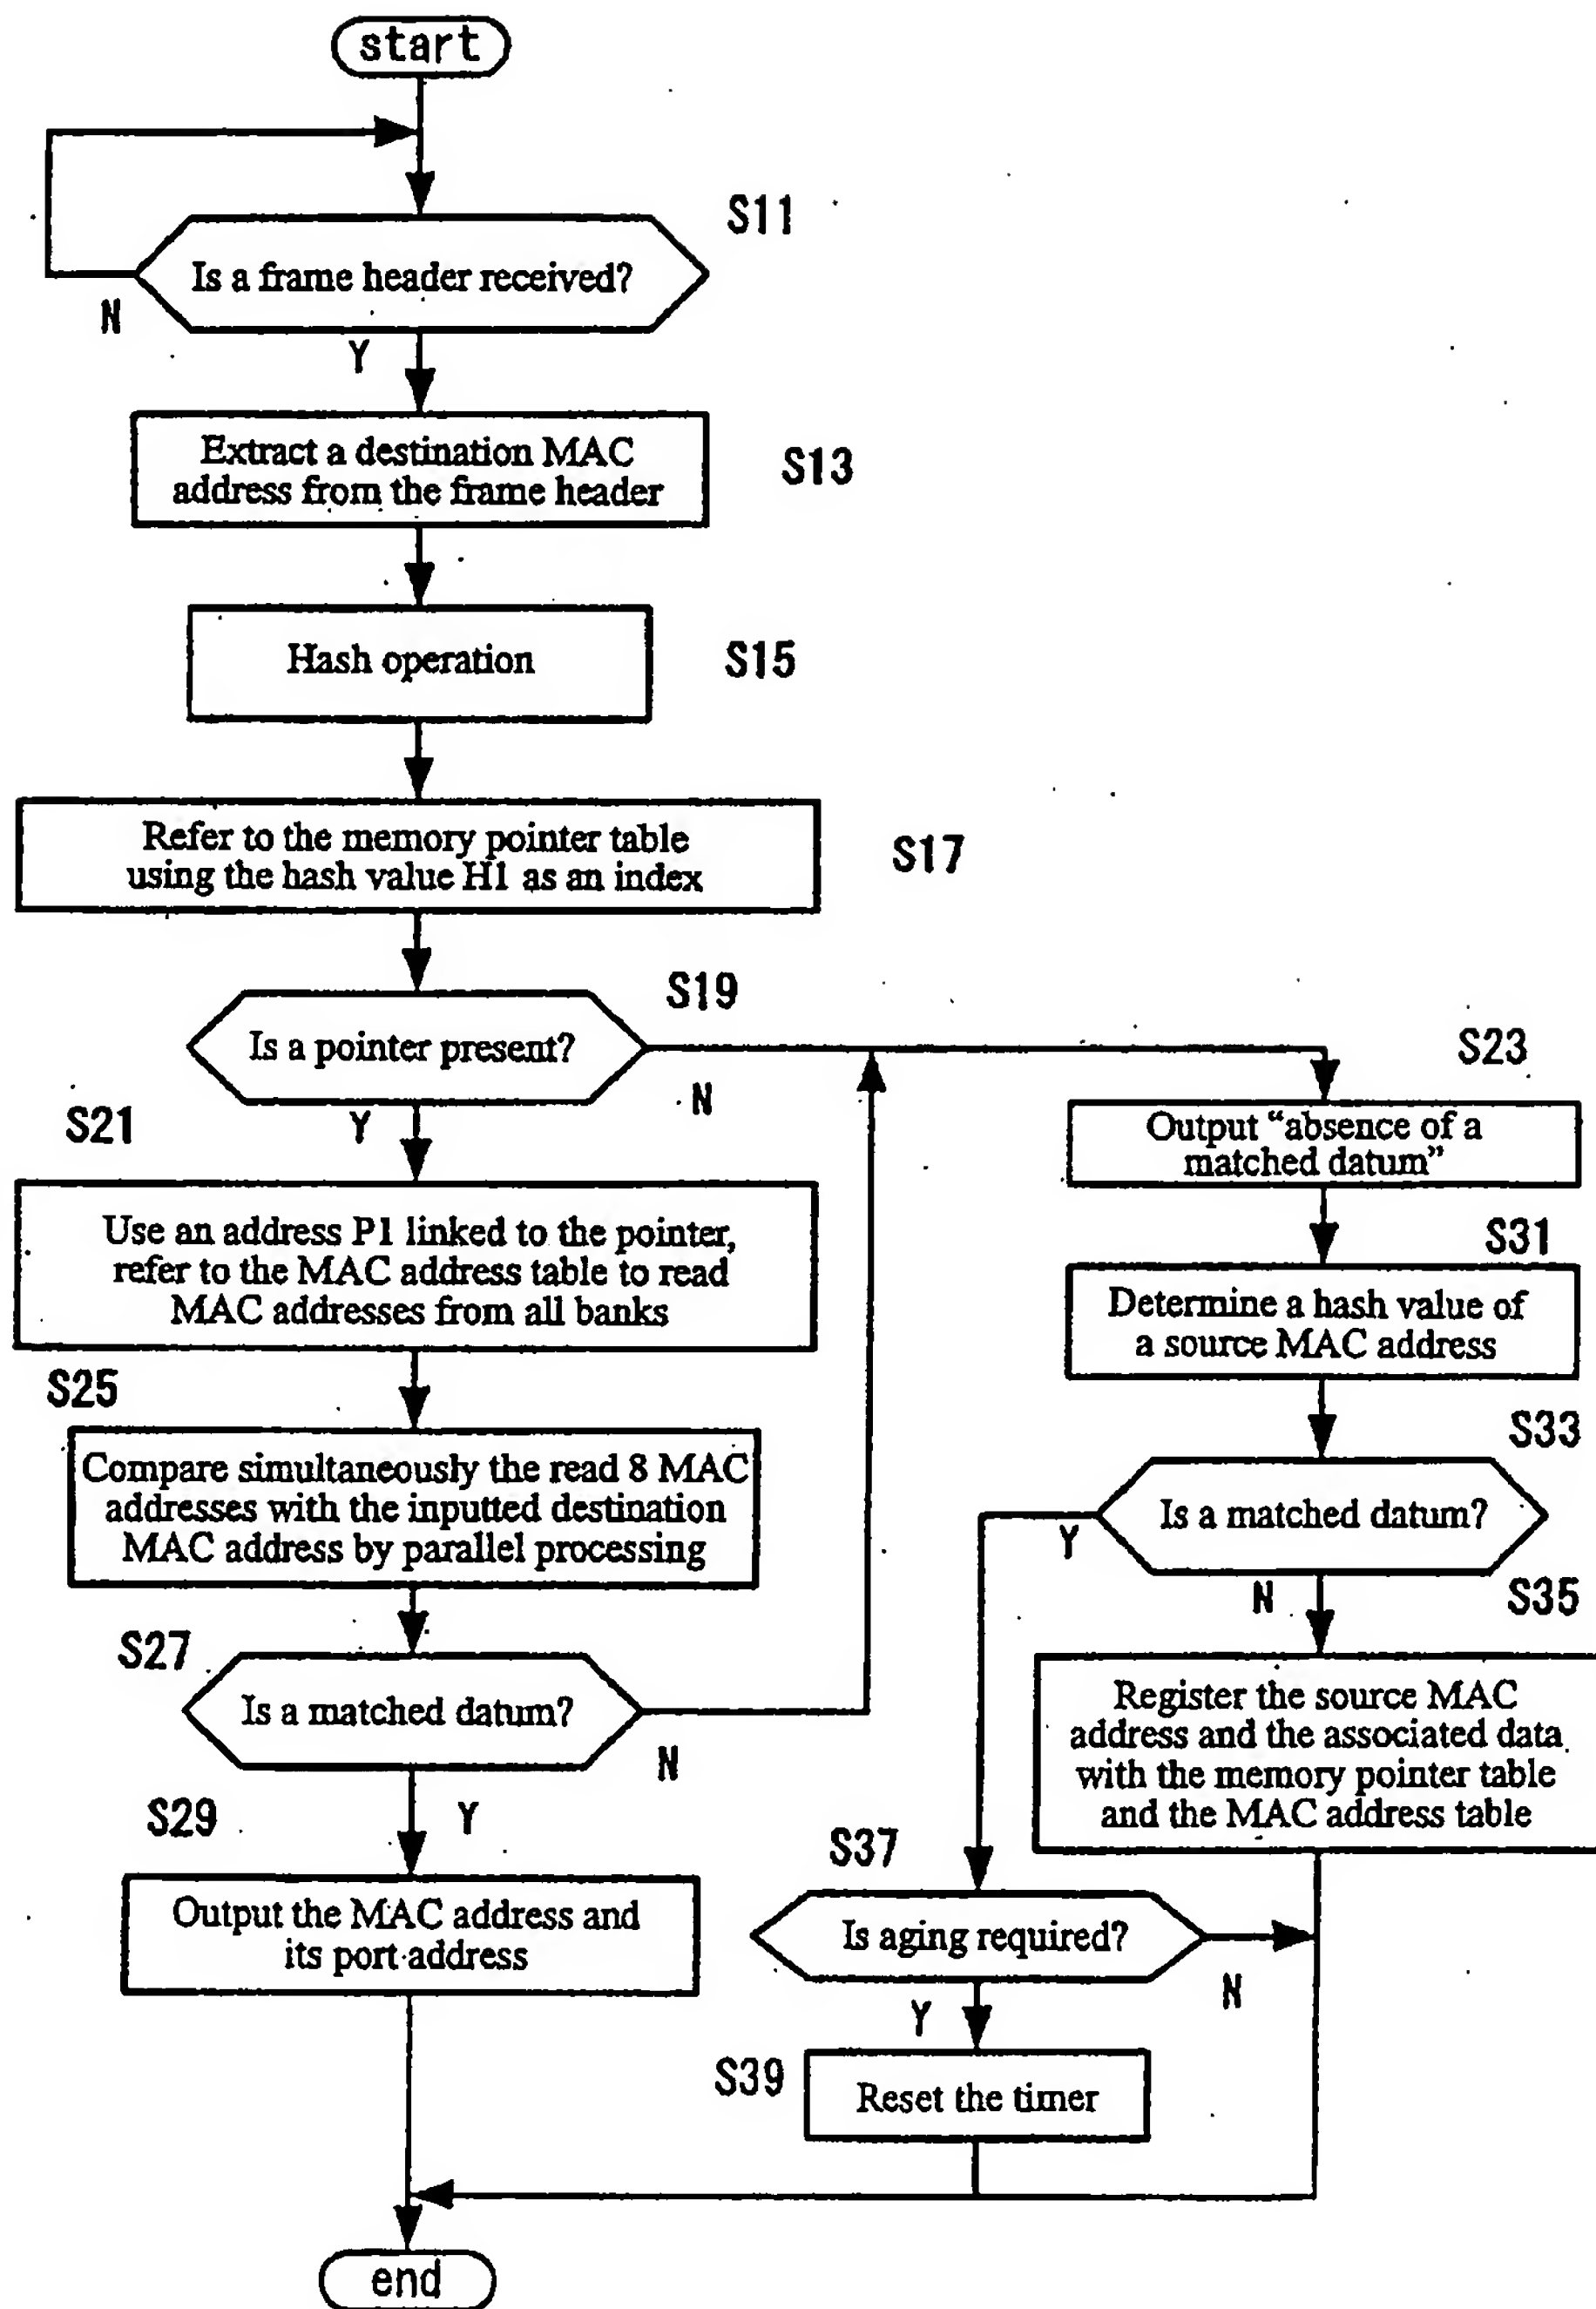 start
S11
Is a frame header received?
N
Y
Extract a destination MAC
address from the frame header
S13
Hash operation
S15
Refer to the memory pointer table
using the hash value H1 as an index
S17
S19
Is a pointer present?
N
Y
S21
Use an address P1 linked to the pointer,
refer to the MAC address table to read
MAC addresses from all banks
S25
Compare simultaneously the read 8 MAC
addresses with the inputted destination
MAC address by parallel processing
S27
Is a matched datum?
N
Y
S29
Output the MAC address and
its port address
S23
Output “absence of a
matched datum”
S31
Determine a hash value of
a source MAC address
S33
Is a matched datum?
Y
N
S35
Register the source MAC
address and the associated data
with the memory pointer table
and the MAC address table
S37
Is aging required?
N
Y
S39
Reset the timer
end